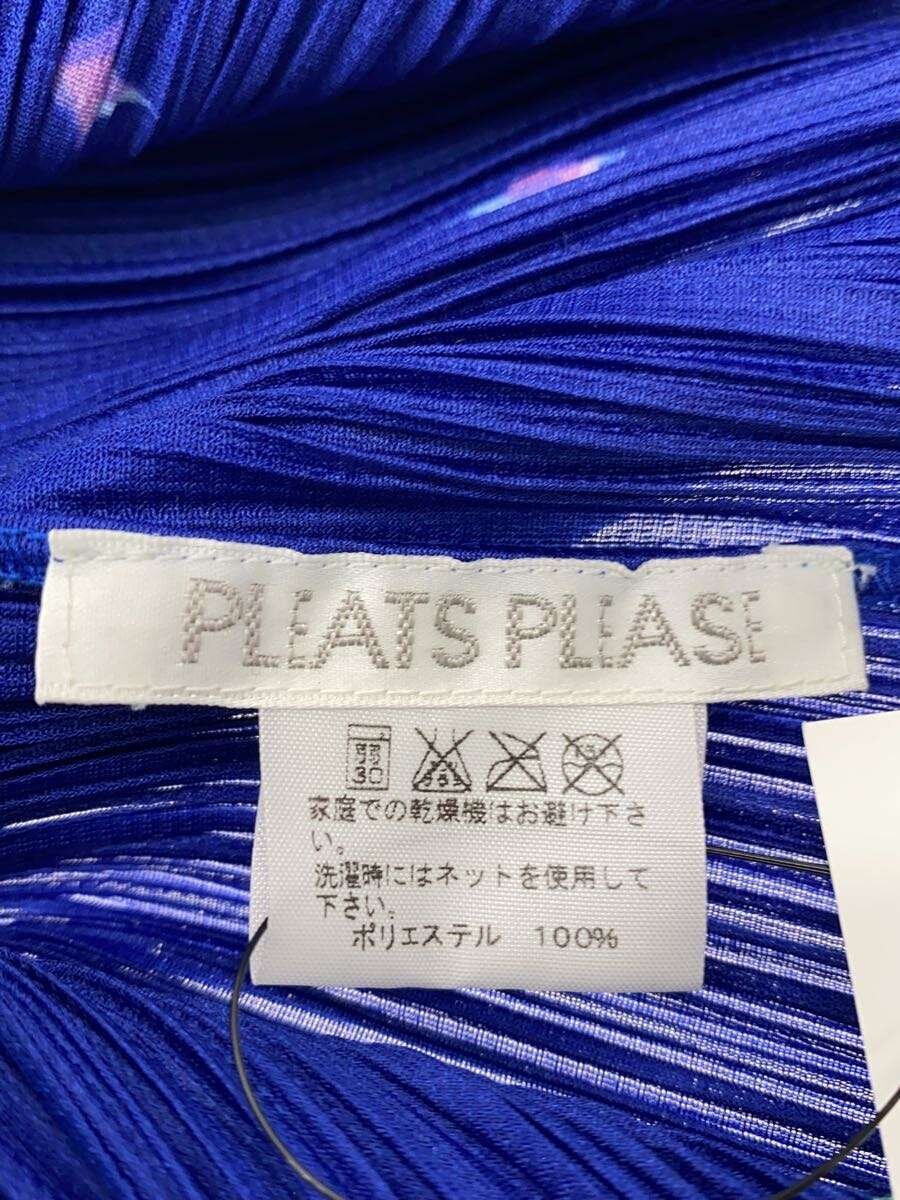 PLEATS PLEASE
弱
30
家庭での乾燥機はお避け下さ
い。
洗濯時にはネットを使用して
下さい。
ポリエステル 100%